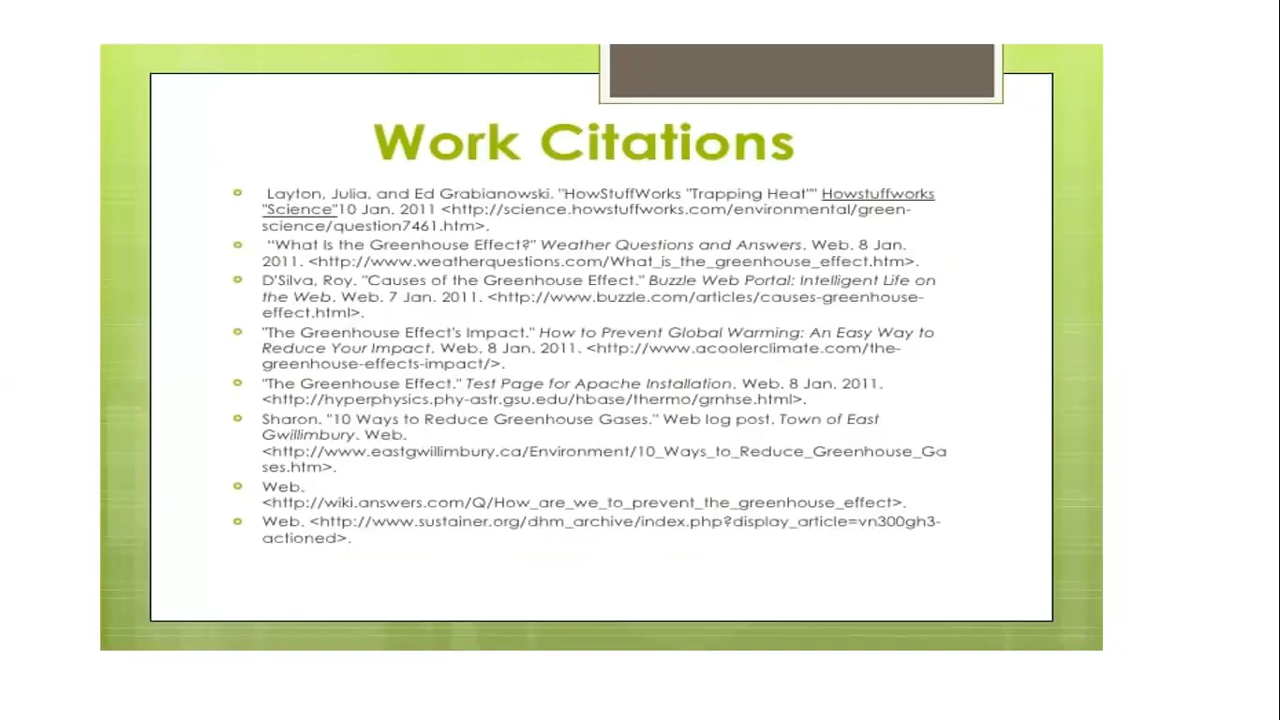 Work Citations
Layton, Julia, and Ed Grabianowski. "HowStuffWorks "Trapping Heat"" Howstuffworks
"Science"10 Jan. 2011 <http://science.howstuffworks.com/environmental/green-
science/question7461.htm>.
"What Is the Greenhouse Effect?" Weather Questions and Answers. Web. 8 Jan.
2011. <http://www.weatherquestions.com/What_is_the_greenhouse_effect.htm>.
D'Silva, Roy. "Causes of the Greenhouse Effect." Buzzle Web Portal: Intelligent Life on
the Web. Web. 7 Jan. 2011. <http://www.buzzle.com/articles/causes-greenhouse-
effect.html>.
"The Greenhouse Effect's Impact." How to Prevent Global Warming: An Easy Way to
Reduce Your Impact. Web. 8 Jan. 2011. <http://www.acoolerclimate.com/the-
greenhouse-effects-impact/>.
"The Greenhouse Effect." Test Page for Apache Installation. Web. 8 Jan. 2011.
<http://hyperphysics.phy-astr.gsu.edu/hbase/thermo/grnhse.html>.
Sharon. "10 Ways to Reduce Greenhouse Gases." Web log post. Town of East
Gwillimbury. Web.
<http://www.eastgwillimbury.ca/Environment/10_Ways_to_Reduce_Greenhouse_Ga
ses.htm>.
Web.
<http://wiki.answers.com/Q/How_are_we_to_prevent_the_greenhouse_effect>.
Web. <http://www.sustainer.org/dhm_archive/index.php?display_article=vn300gh3-
actioned>.